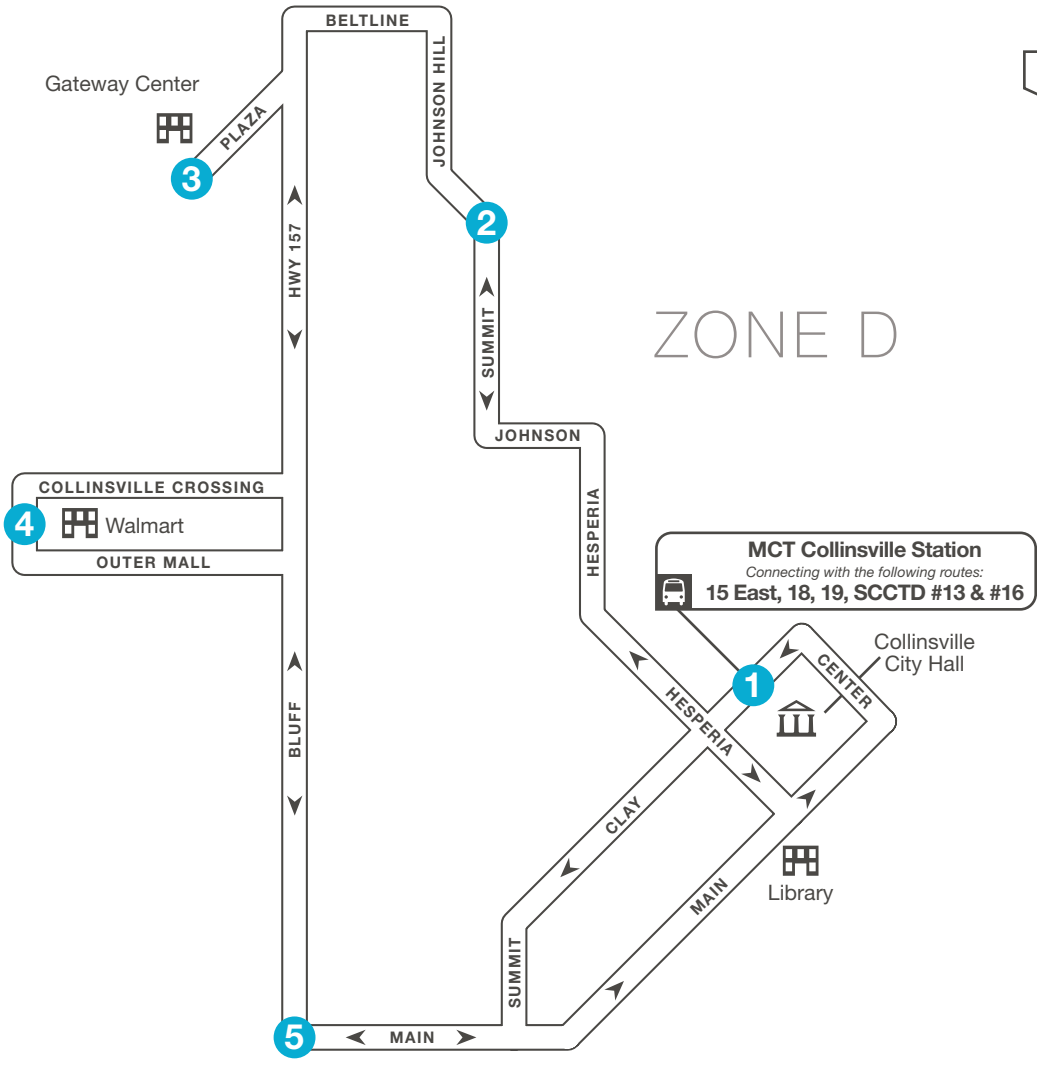 BELTLINE
JOHNSON HILL
Gateway Center
PLAZA
3
2
HWY 157
SUMMIT
ZONE D
JOHNSON
COLLINSVILLE CROSSING
4
Walmart
OUTER MALL
HESPERIA
MCT Collinsville Station
Connecting with the following routes:
15 East, 18, 19, SCCTD #13 & #16
Collinsville
City Hall
CENTER
1
HESPERIA
BLUFF
CLAY
Library
MAIN
SUMMIT
5
MAIN